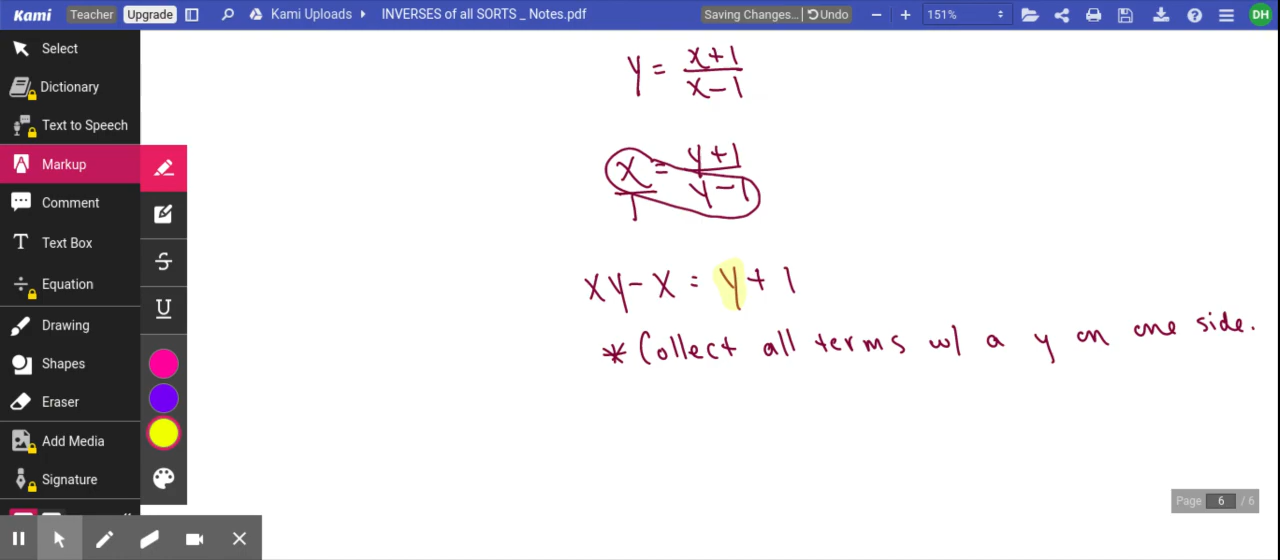 Kami Teacher Upgrade Kami Uploads > INVERSES of all SORTS _ Notes.pdf Saving Changes... Undo − + 151% DH
Select
Dictionary
Text to Speech
Markup
Comment
Text Box
Equation
Drawing
Shapes
Eraser
Add Media
Signature
y = x+1
x−1
x = y+1
1 y−1
xy − x = y + 1
* Collect all terms w/ a y on one side.
Page 6 / 6